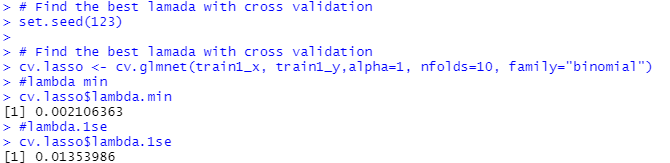 > # Find the best lamada with cross validation
> set.seed(123)
>
> # Find the best lamada with cross validation
> cv.lasso <- cv.glmnet(train1_x, train1_y,alpha=1, nfolds=10, family="binomial")
> #lambda min
> cv.lasso$lambda.min
[1] 0.002106363
> #lambda.1se
> cv.lasso$lambda.1se
[1] 0.01353986